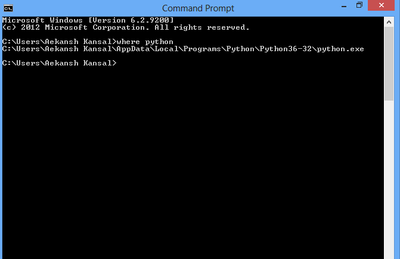 Command Prompt
Microsoft Windows [Version 6.2.9200]
(c) 2012 Microsoft Corporation. All rights reserved.
C:\Users\Aekansh Kansal>where python
C:\Users\Aekansh Kansal\AppData\Local\Programs\Python\Python36-32\python.exe
C:\Users\Aekansh Kansal>